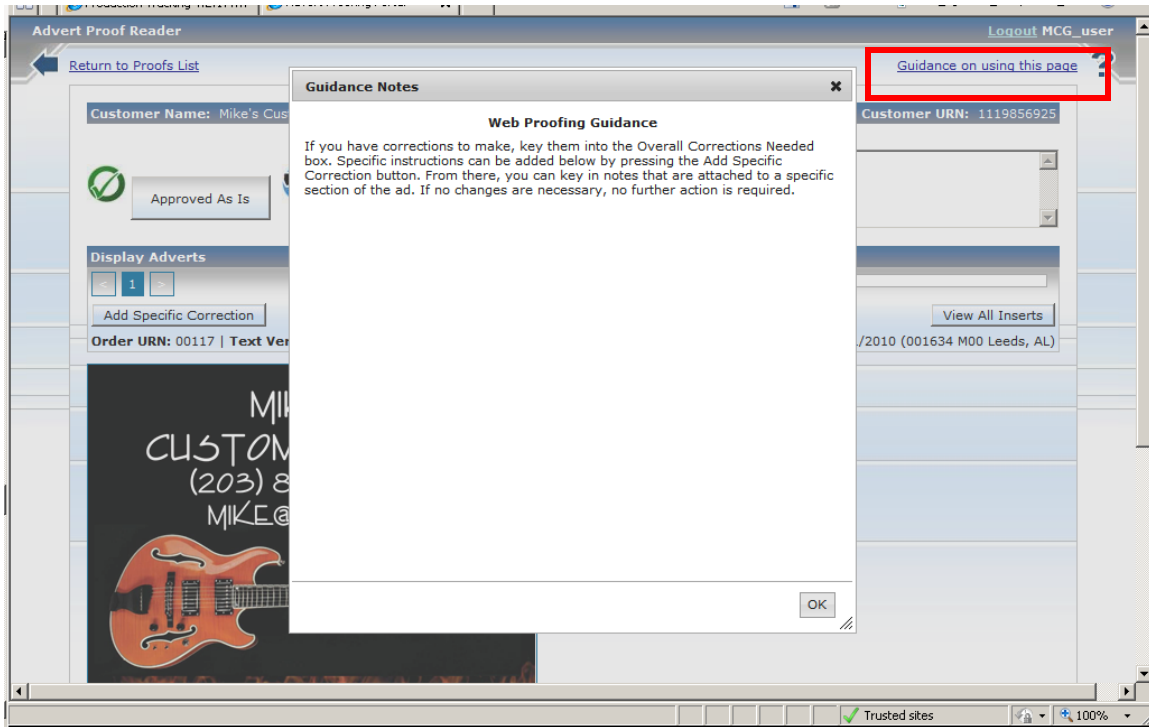 Advert Proof Reader
Logout MCG_user
Return to Proofs List
Guidance on using this page
?
Guidance Notes
Customer Name: Mike's Cus
Customer URN: 1119856925
Web Proofing Guidance
If you have corrections to make, key them into the Overall Corrections Needed
box. Specific instructions can be added below by pressing the Add Specific
Correction button. From there, you can key in notes that are attached to a specific
section of the ad. If no changes are necessary, no further action is required.
Approved As Is
Display Adverts
< 1 >
Add Specific Correction
View All Inserts
Order URN: 00117 | Text Ver
/2010 (001634 M00 Leeds, AL)
MI
CUSTOM
(203) 8
MIKE@
OK
Trusted sites
100%